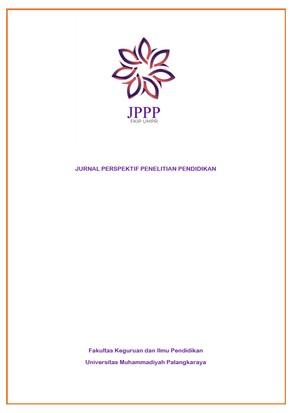 JPPP
FKIP UMPR
JURNAL PERSPEKTIF PENELITIAN PENDIDIKAN
Fakultas Keguruan dan Ilmu Pendidikan
Universitas Muhammadiyah Palangkaraya